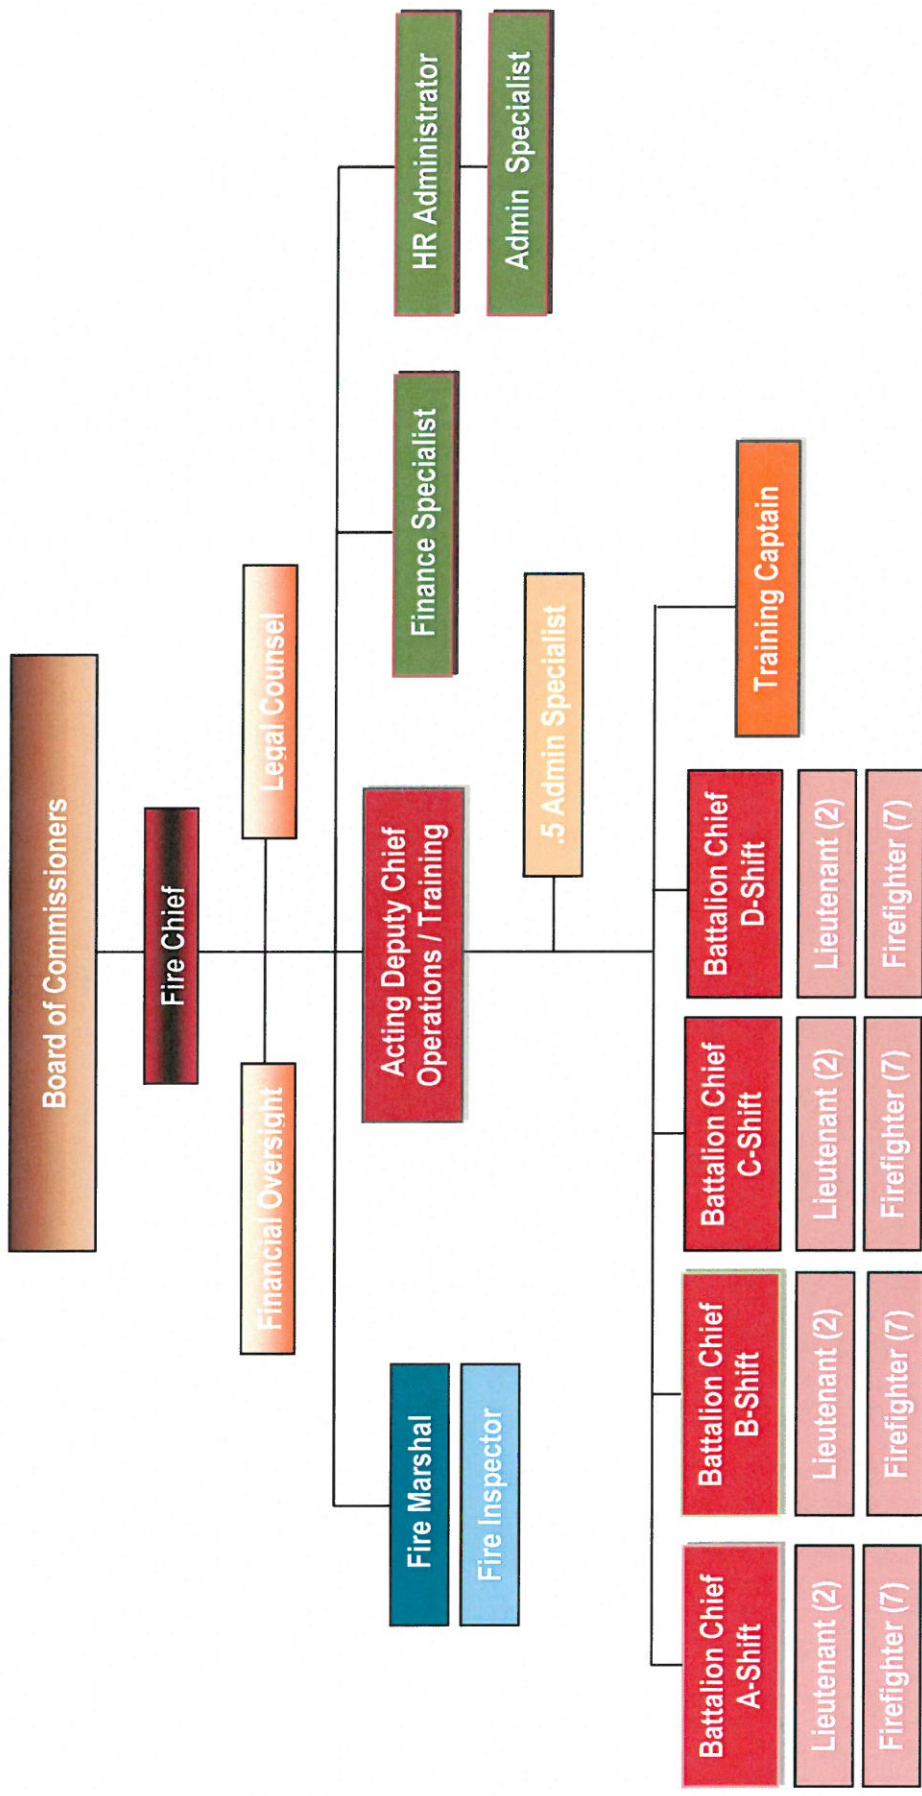 Board of Commissioners
Fire Chief
Financial Oversight
Legal Counsel
Fire Marshal
Fire Inspector
Acting Deputy Chief
Operations / Training
Finance Specialist
HR Administrator
Admin Specialist
.5 Admin Specialist
Battalion Chief
A-Shift
Lieutenant (2)
Firefighter (7)
Battalion Chief
B-Shift
Lieutenant (2)
Firefighter (7)
Battalion Chief
C-Shift
Lieutenant (2)
Firefighter (7)
Battalion Chief
D-Shift
Lieutenant (2)
Firefighter (7)
Training Captain